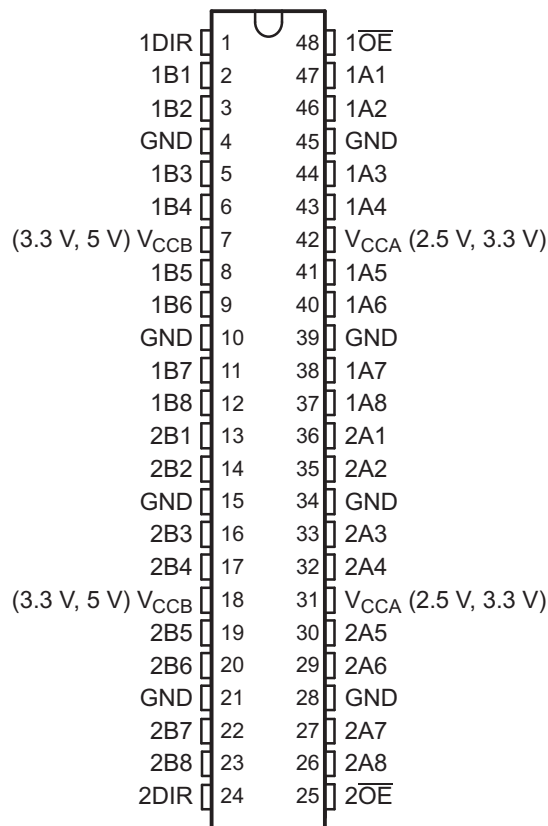 1DIR 1 48 1O̅E̅
1B1 2 47 1A1
1B2 3 46 1A2
GND 4 45 GND
1B3 5 44 1A3
1B4 6 43 1A4
(3.3 V, 5 V) VCCB 7 42 VCCA (2.5 V, 3.3 V)
1B5 8 41 1A5
1B6 9 40 1A6
GND 10 39 GND
1B7 11 38 1A7
1B8 12 37 1A8
2B1 13 36 2A1
2B2 14 35 2A2
GND 15 34 GND
2B3 16 33 2A3
2B4 17 32 2A4
(3.3 V, 5 V) VCCB 18 31 VCCA (2.5 V, 3.3 V)
2B5 19 30 2A5
2B6 20 29 2A6
GND 21 28 GND
2B7 22 27 2A7
2B8 23 26 2A8
2DIR 24 25 2O̅E̅